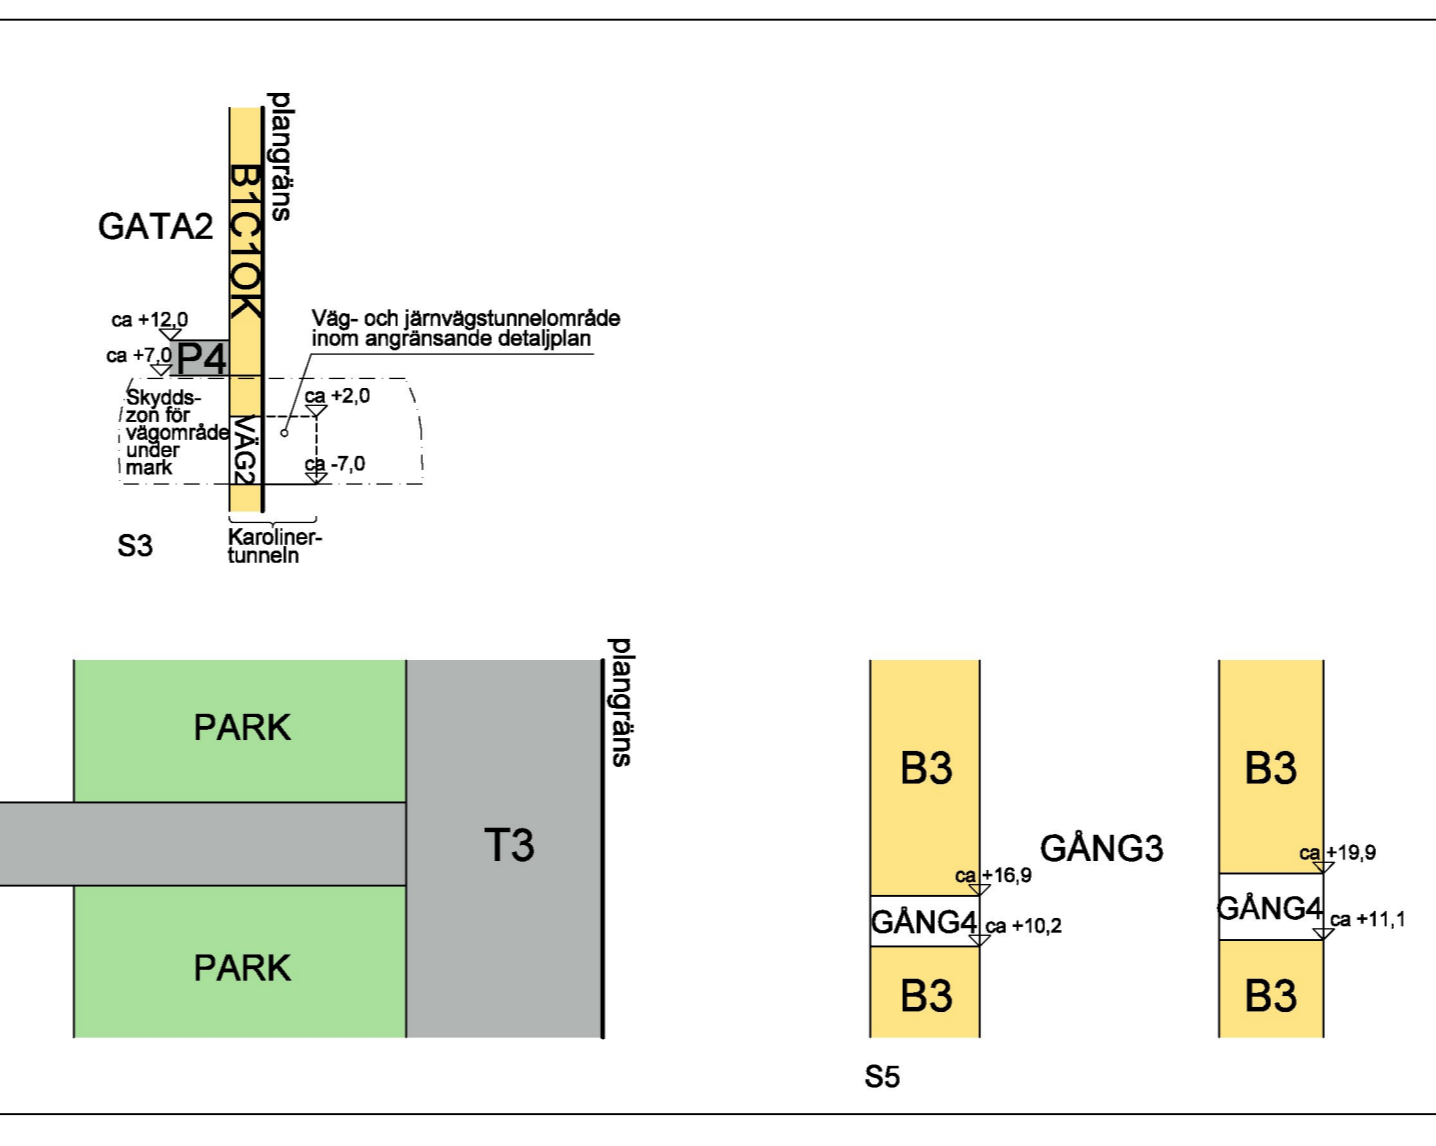 plangräns
B1C1OK
GATA2
ca +12,0
P4
ca +7,0
Väg- och järnvägstunnelområde
inom angränsande detaljplan
Skydds-
zon för
vägområde
under
mark
VÄG2
ca +2,0
ca -7,0
S3
Karoliner-
tunneln
plangräns
PARK
T3
PARK
B3
B3
GÅNG3
ca +16,9
ca +19,9
GÅNG4
ca +10,2
GÅNG4
ca +11,1
B3
B3
S5